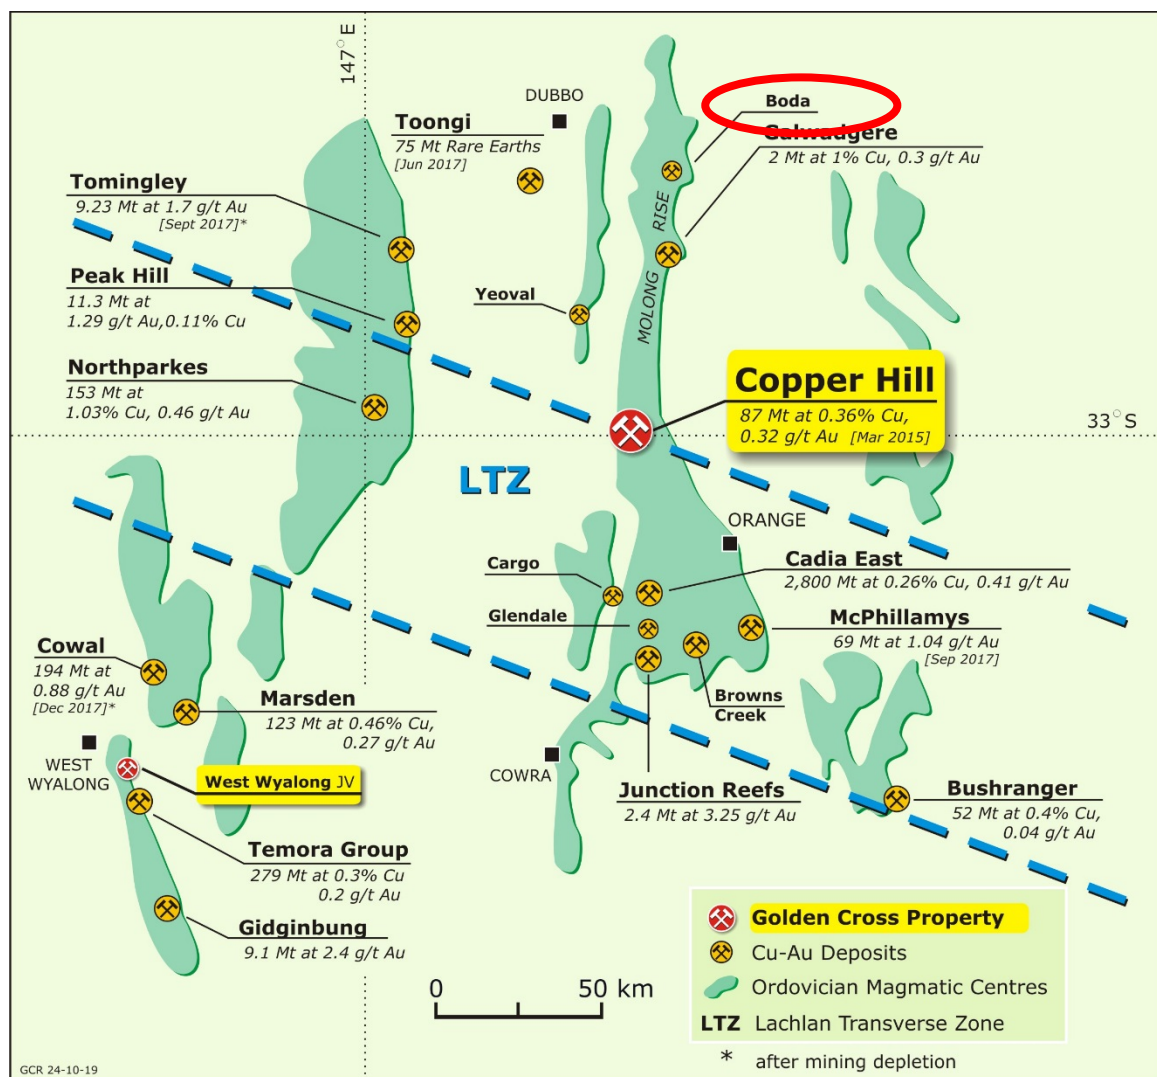 147° E
DUBBO
Boda
Toongi
75 Mt Rare Earths
[Jun 2017]
Galwadgere
2 Mt at 1% Cu, 0.3 g/t Au
Tomingley
9.23 Mt at 1.7 g/t Au
[Sept 2017]*
MOLONG RISE
Peak Hill
11.3 Mt at
1.29 g/t Au,0.11% Cu
Yeoval
Northparkes
153 Mt at
1.03% Cu, 0.46 g/t Au
Copper Hill
87 Mt at 0.36% Cu,
0.32 g/t Au [Mar 2015]
33° S
LTZ
ORANGE
Cargo
Cadia East
2,800 Mt at 0.26% Cu, 0.41 g/t Au
Glendale
McPhillamys
69 Mt at 1.04 g/t Au
[Sep 2017]
Cowal
194 Mt at
0.88 g/t Au
[Dec 2017]*
Marsden
123 Mt at 0.46% Cu,
0.27 g/t Au
Browns
Creek
WEST
WYALONG
West Wyalong JV
COWRA
Junction Reefs
2.4 Mt at 3.25 g/t Au
Bushranger
52 Mt at 0.4% Cu,
0.04 g/t Au
Temora Group
279 Mt at 0.3% Cu
0.2 g/t Au
Gidginbung
9.1 Mt at 2.4 g/t Au
Golden Cross Property
Cu-Au Deposits
Ordovician Magmatic Centres
LTZ Lachlan Transverse Zone
* after mining depletion
0 50 km
GCR 24-10-19